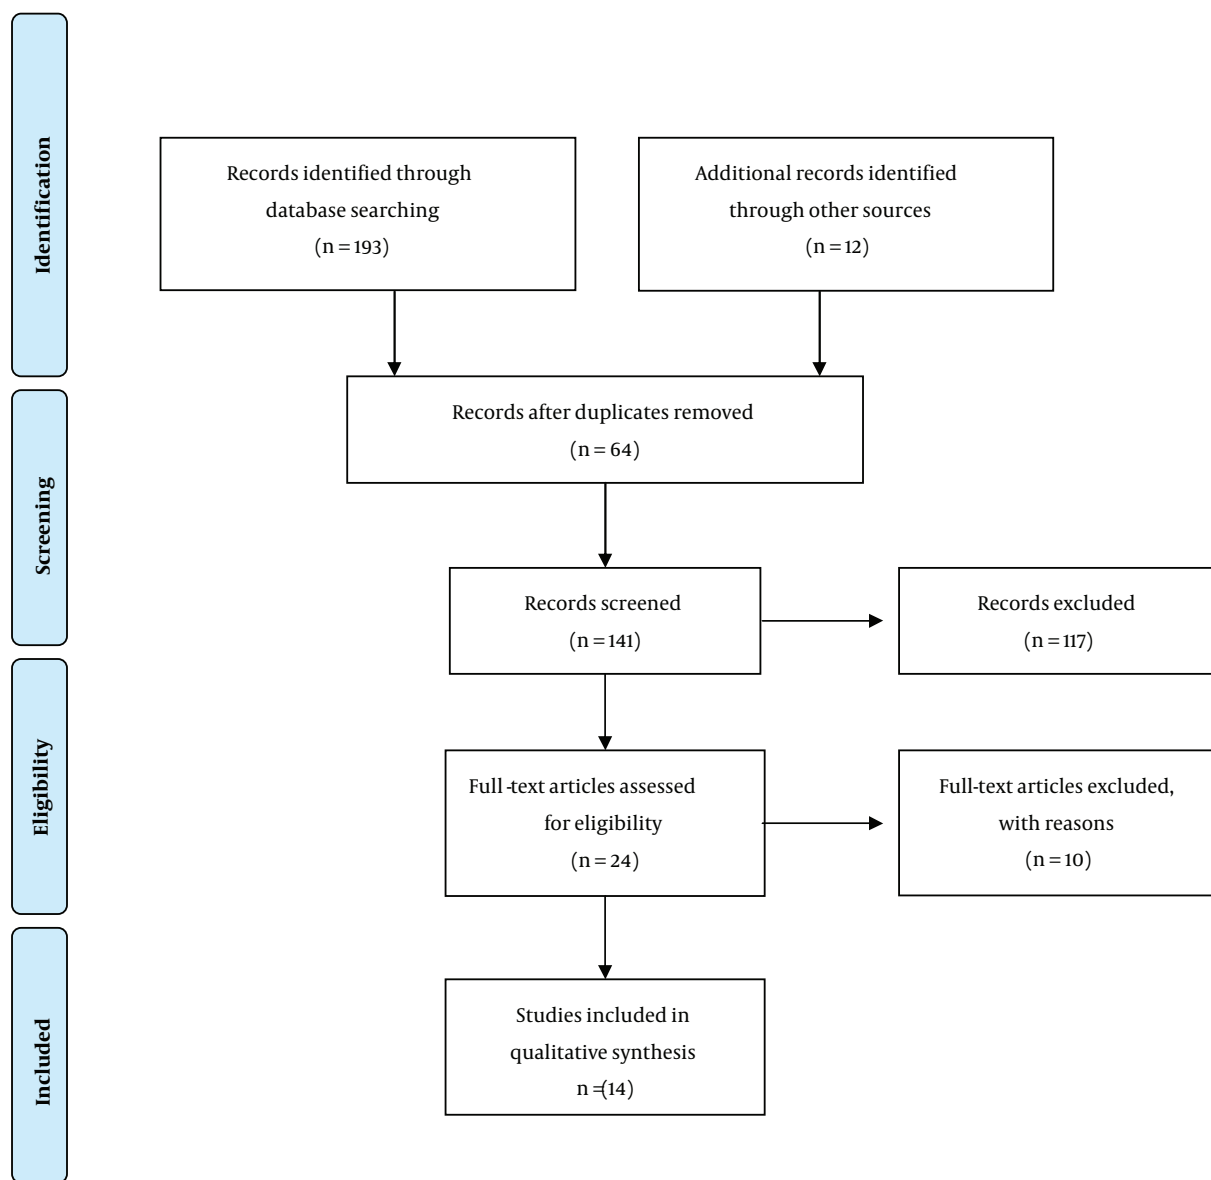 Identification
Records identified through
database searching
(n = 193)
Additional records identified
through other sources
(n = 12)
Records after duplicates removed
(n = 64)
Screening
Records screened
(n = 141)
Records excluded
(n = 117)
Eligibility
Full-text articles assessed
for eligibility
(n = 24)
Full-text articles excluded,
with reasons
(n = 10)
Included
Studies included in
qualitative synthesis
n =(14)